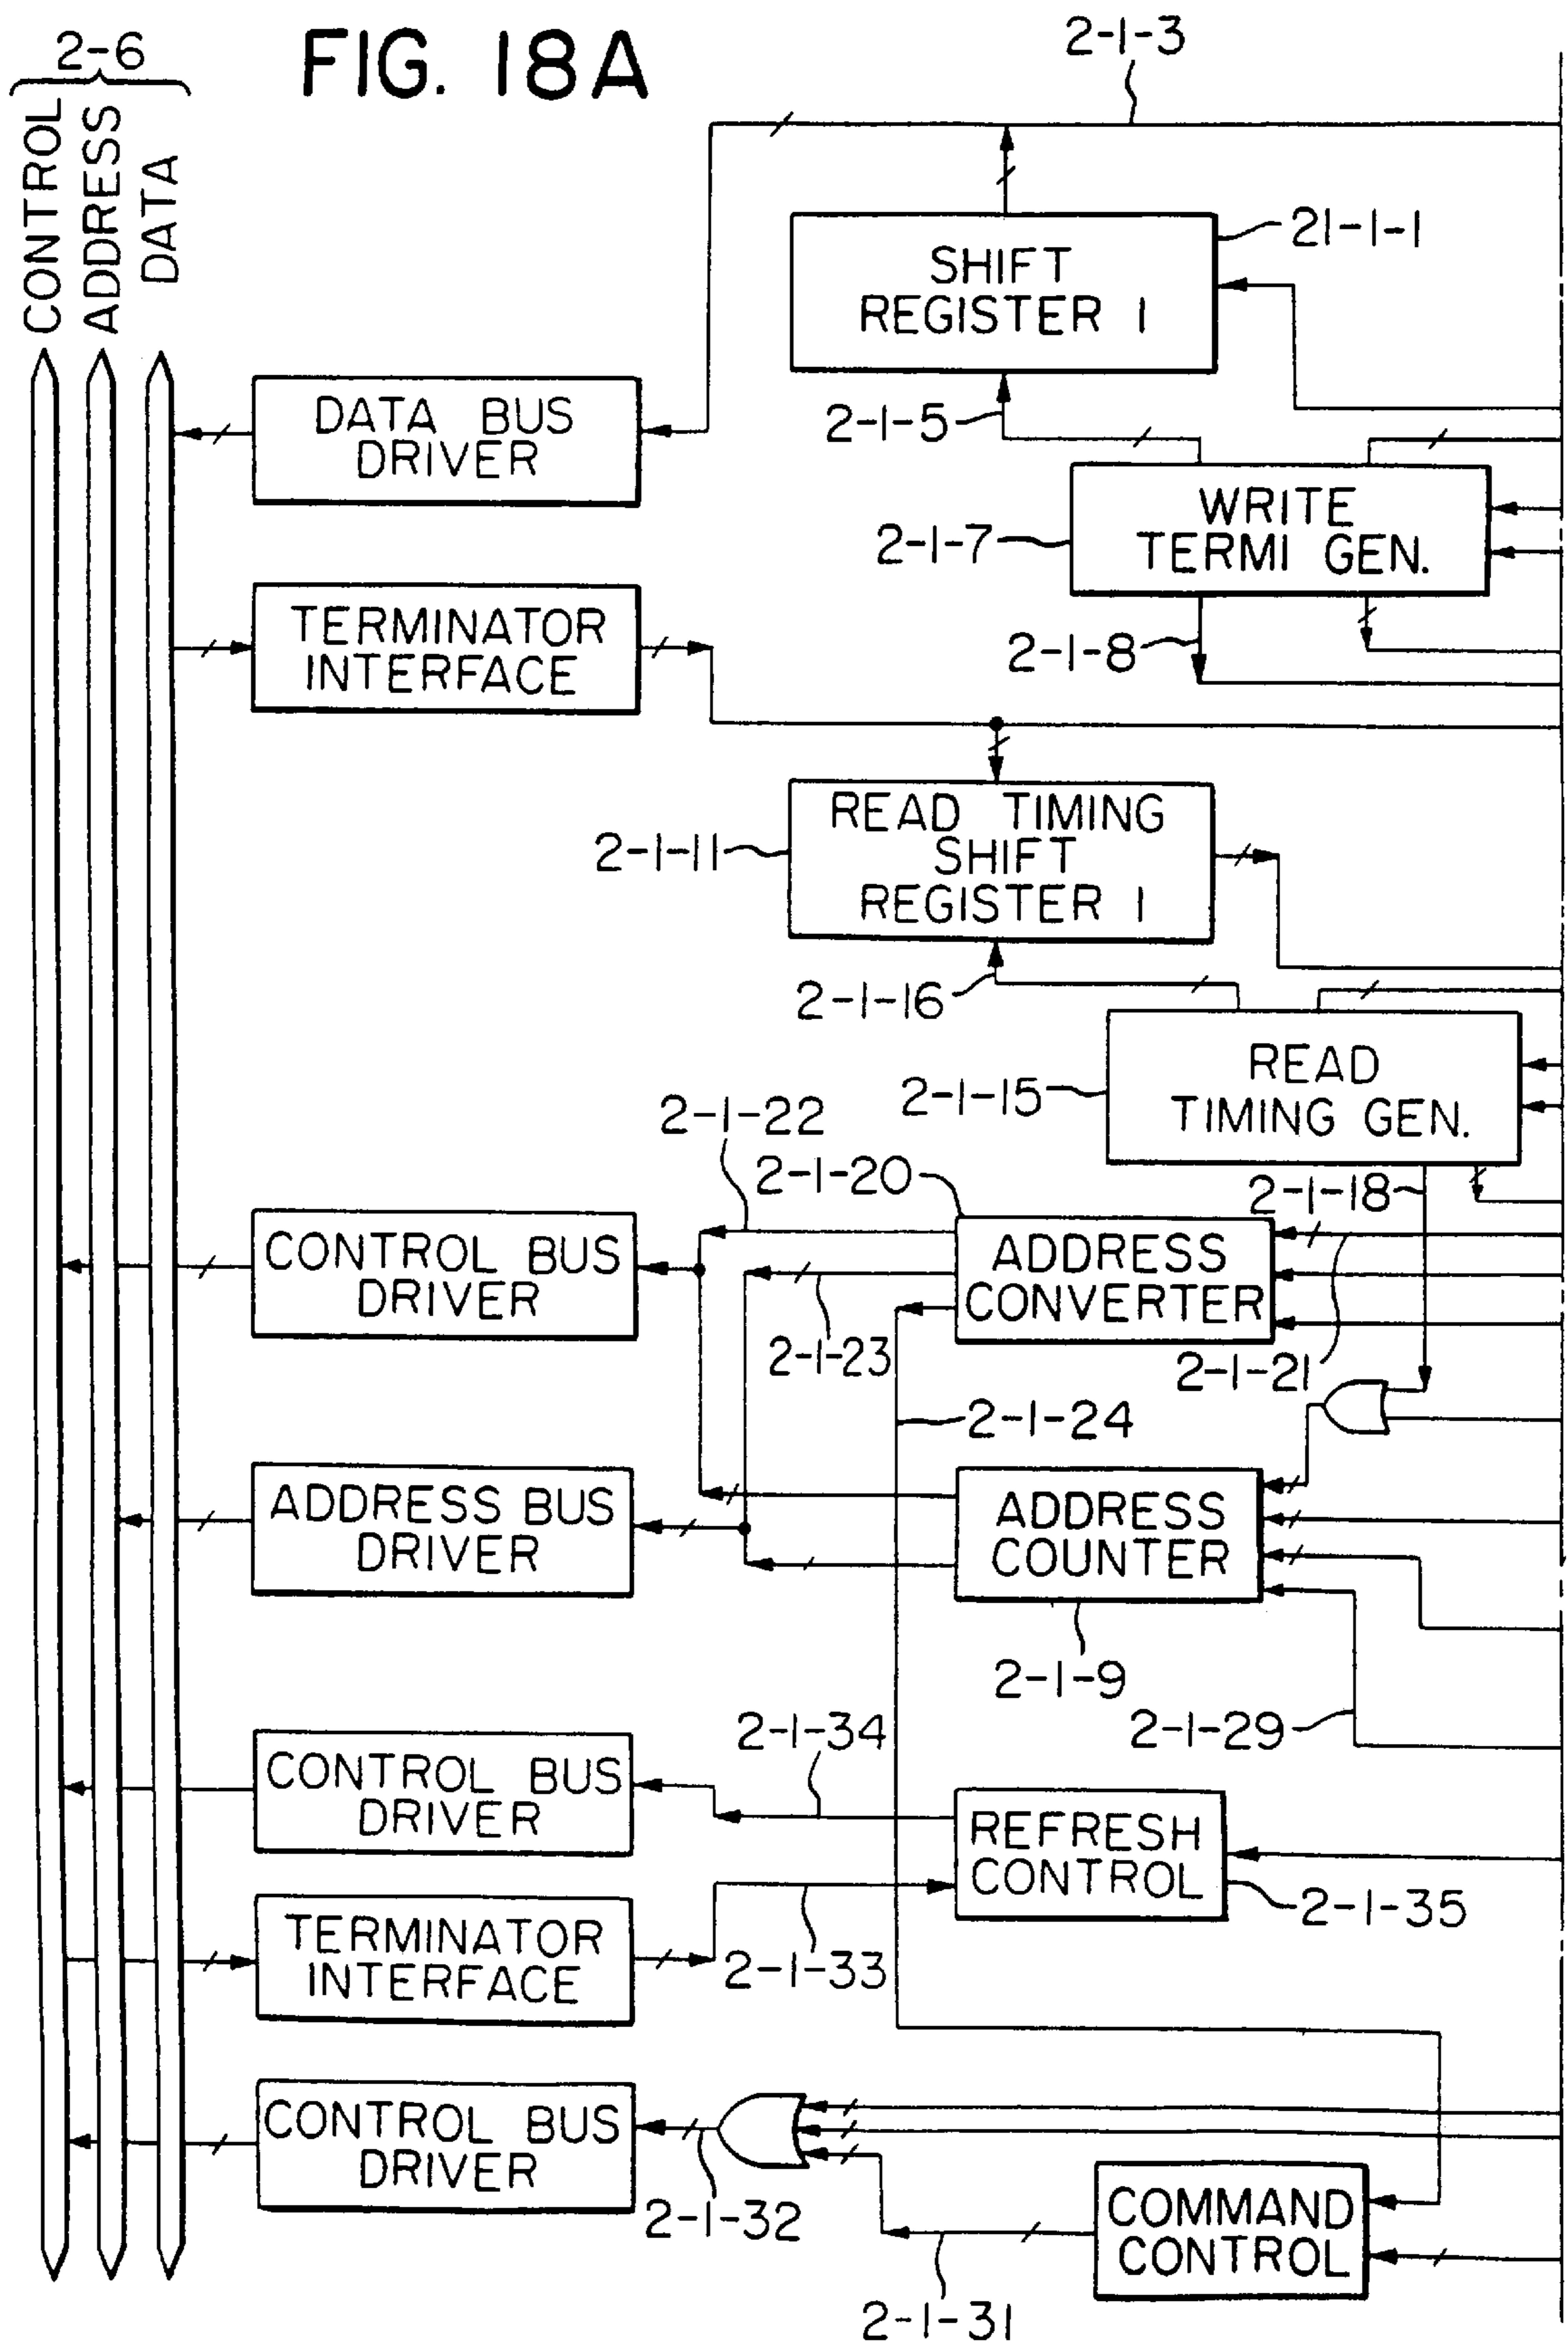 FIG. 18A
2-6
CONTROL
ADDRESS
DATA
2-1-3
21-1-1
SHIFT
REGISTER 1
DATA BUS
DRIVER
2-1-5
WRITE
TERMI GEN.
2-1-7
TERMINATOR
INTERFACE
2-1-8
READ TIMING
SHIFT
REGISTER 1
2-1-11
2-1-16
READ
TIMING GEN.
2-1-15
2-1-22
2-1-20
2-1-18
CONTROL BUS
DRIVER
ADDRESS
CONVERTER
2-1-23
2-1-21
2-1-24
ADDRESS BUS
DRIVER
ADDRESS
COUNTER
2-1-9
2-1-34
2-1-29
CONTROL BUS
DRIVER
REFRESH
CONTROL
2-1-35
TERMINATOR
INTERFACE
2-1-33
CONTROL BUS
DRIVER
2-1-32
COMMAND
CONTROL
2-1-31